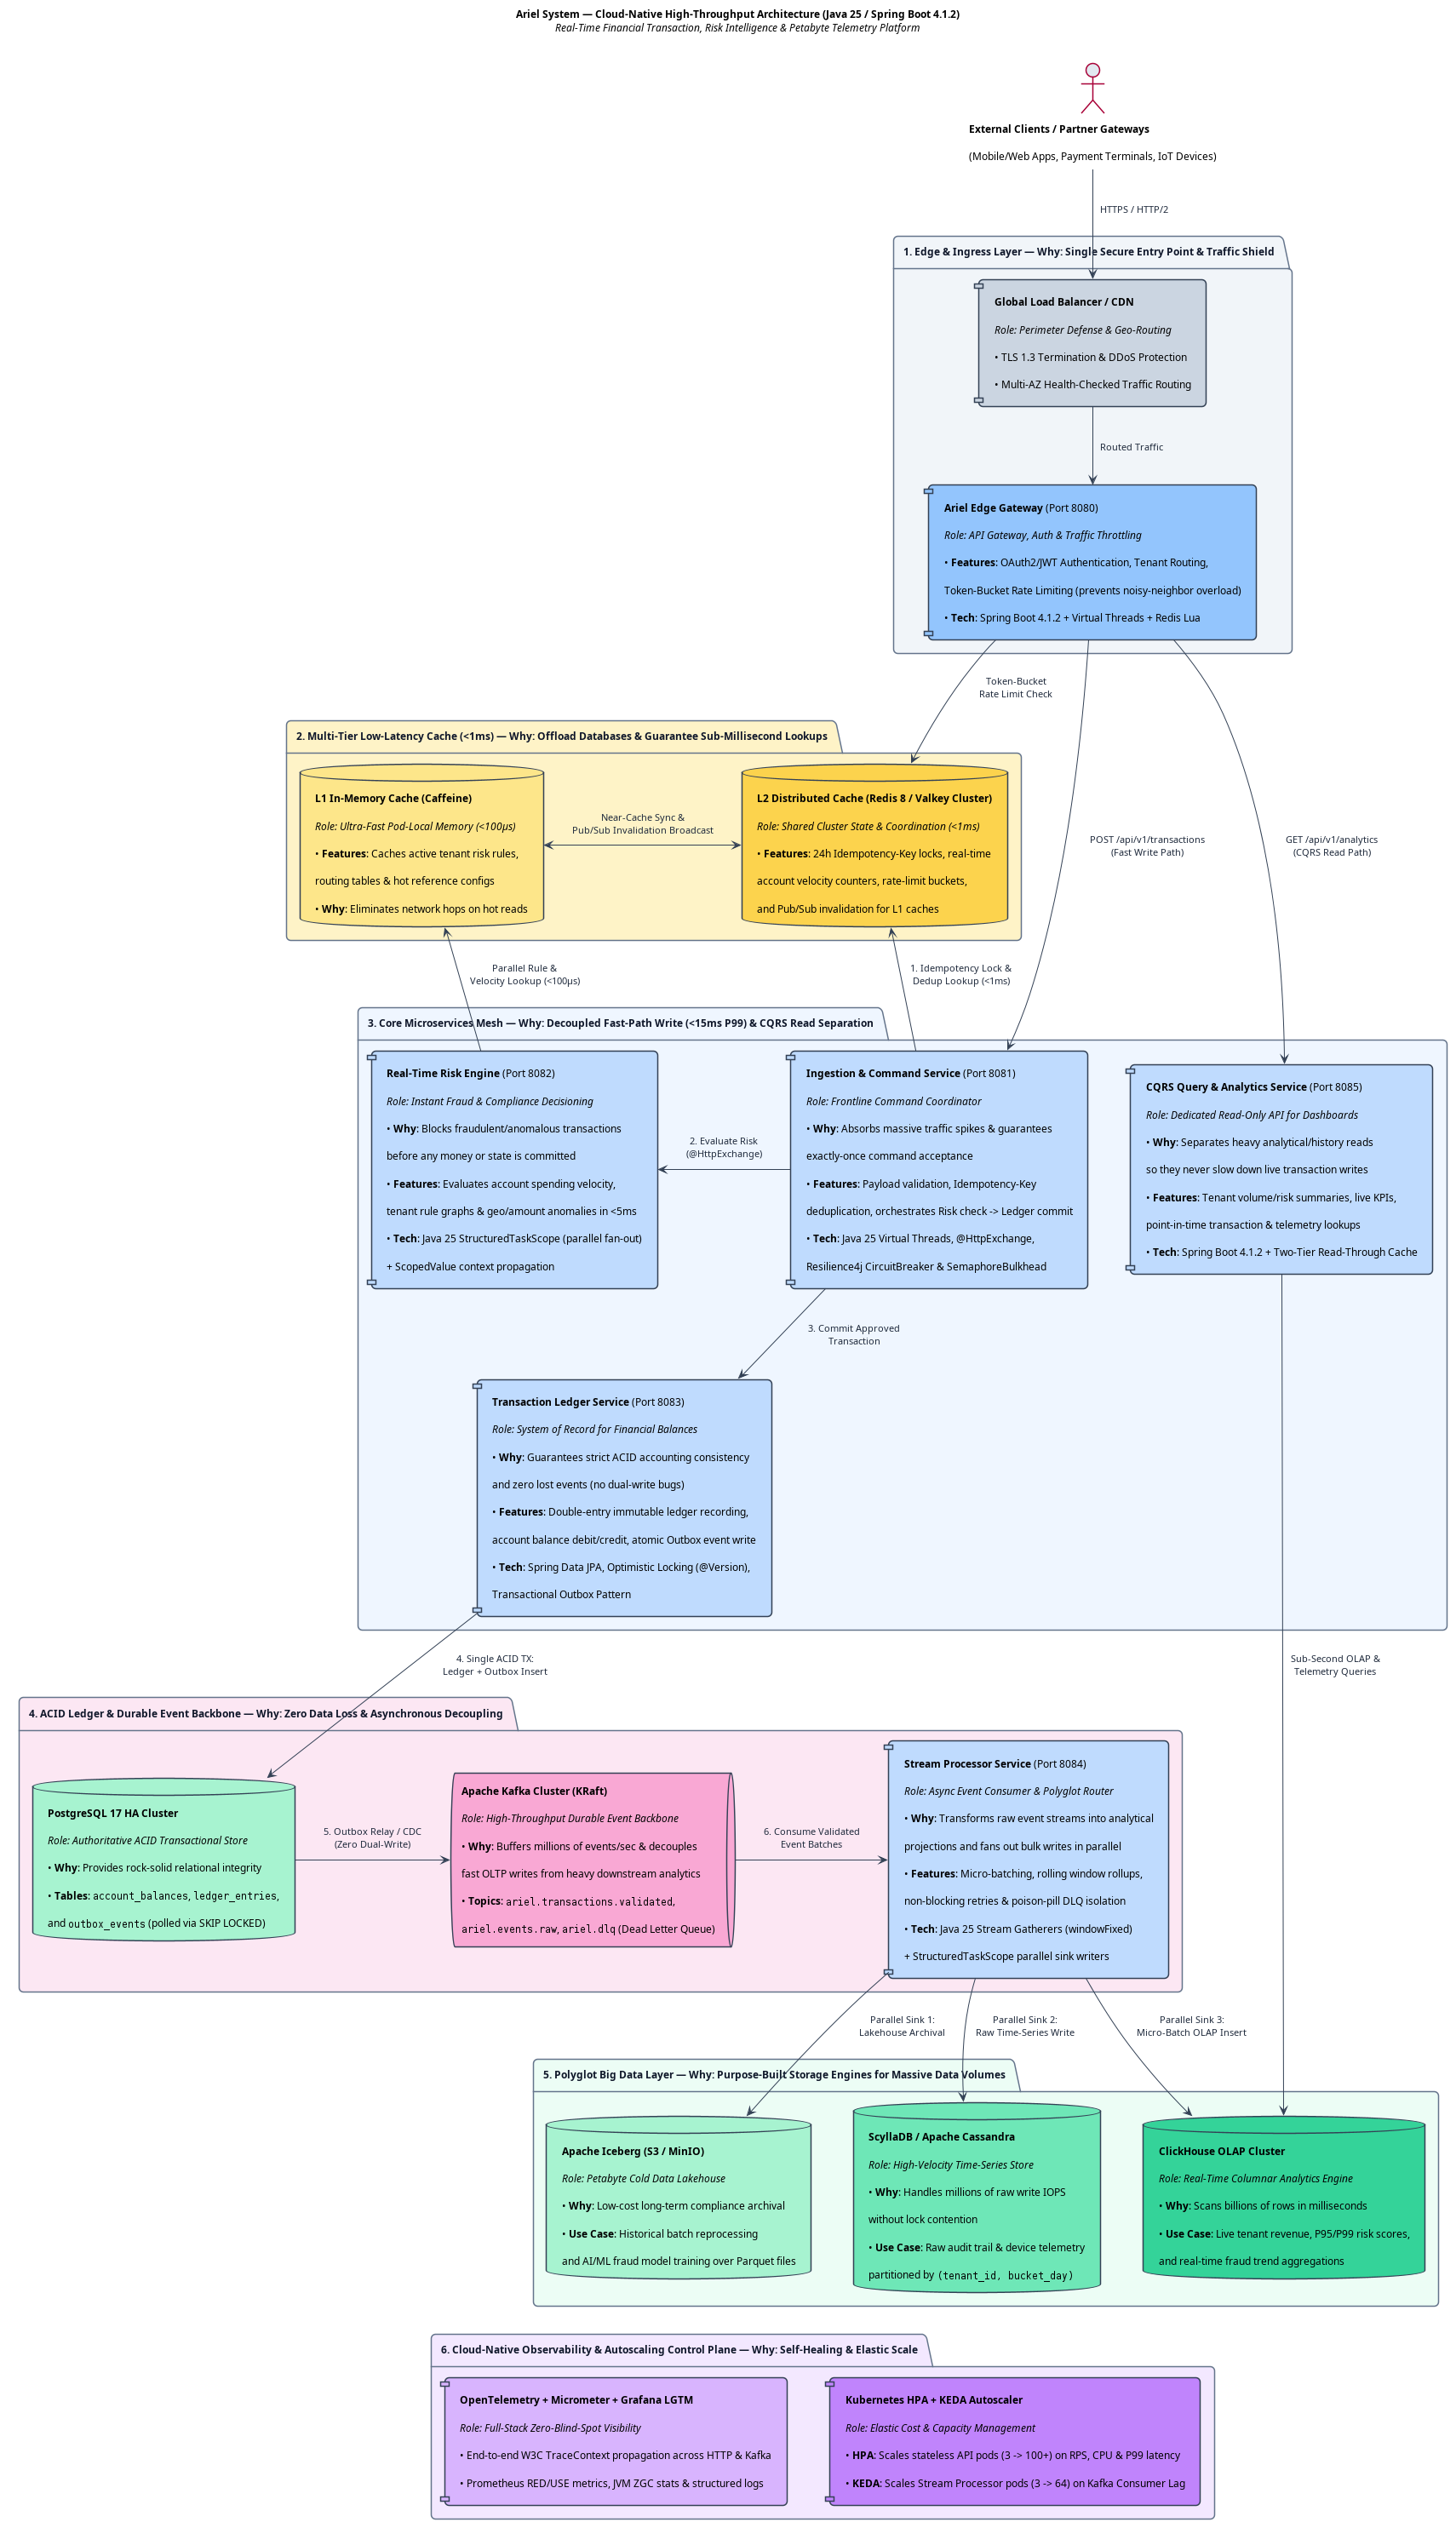 Ariel System — Cloud-Native High-Throughput Architecture (Java 25 / Spring Boot 4.1.2)
Real-Time Financial Transaction, Risk Intelligence & Petabyte Telemetry Platform
External Clients / Partner Gateways
(Mobile/Web Apps, Payment Terminals, IoT Devices)
HTTPS / HTTP/2
1. Edge & Ingress Layer — Why: Single Secure Entry Point & Traffic Shield
Global Load Balancer / CDN
Role: Perimeter Defense & Geo-Routing
• TLS 1.3 Termination & DDoS Protection
• Multi-AZ Health-Checked Traffic Routing
Routed Traffic
Ariel Edge Gateway (Port 8080)
Role: API Gateway, Auth & Traffic Throttling
• Features: OAuth2/JWT Authentication, Tenant Routing,
Token-Bucket Rate Limiting (prevents noisy-neighbor overload)
• Tech: Spring Boot 4.1.2 + Virtual Threads + Redis Lua
Token-Bucket
Rate Limit Check
POST /api/v1/transactions
(Fast Write Path)
GET /api/v1/analytics
(CQRS Read Path)
2. Multi-Tier Low-Latency Cache (<1ms) — Why: Offload Databases & Guarantee Sub-Millisecond Lookups
L1 In-Memory Cache (Caffeine)
Role: Ultra-Fast Pod-Local Memory (<100µs)
• Features: Caches active tenant risk rules,
routing tables & hot reference configs
• Why: Eliminates network hops on hot reads
Near-Cache Sync &
Pub/Sub Invalidation Broadcast
L2 Distributed Cache (Redis 8 / Valkey Cluster)
Role: Shared Cluster State & Coordination (<1ms)
• Features: 24h Idempotency-Key locks, real-time
account velocity counters, rate-limit buckets,
and Pub/Sub invalidation for L1 caches
Parallel Rule &
Velocity Lookup (<100µs)
1. Idempotency Lock &
Dedup Lookup (<1ms)
3. Core Microservices Mesh — Why: Decoupled Fast-Path Write (<15ms P99) & CQRS Read Separation
Real-Time Risk Engine (Port 8082)
Role: Instant Fraud & Compliance Decisioning
• Why: Blocks fraudulent/anomalous transactions
before any money or state is committed
• Features: Evaluates account spending velocity,
tenant rule graphs & geo/amount anomalies in <5ms
• Tech: Java 25 StructuredTaskScope (parallel fan-out)
+ ScopedValue context propagation
2. Evaluate Risk
(@HttpExchange)
Ingestion & Command Service (Port 8081)
Role: Frontline Command Coordinator
• Why: Absorbs massive traffic spikes & guarantees
exactly-once command acceptance
• Features: Payload validation, Idempotency-Key
deduplication, orchestrates Risk check -> Ledger commit
• Tech: Java 25 Virtual Threads, @HttpExchange,
Resilience4j CircuitBreaker & SemaphoreBulkhead
CQRS Query & Analytics Service (Port 8085)
Role: Dedicated Read-Only API for Dashboards
• Why: Separates heavy analytical/history reads
so they never slow down live transaction writes
• Features: Tenant volume/risk summaries, live KPIs,
point-in-time transaction & telemetry lookups
• Tech: Spring Boot 4.1.2 + Two-Tier Read-Through Cache
3. Commit Approved
Transaction
Transaction Ledger Service (Port 8083)
Role: System of Record for Financial Balances
• Why: Guarantees strict ACID accounting consistency
and zero lost events (no dual-write bugs)
• Features: Double-entry immutable ledger recording,
account balance debit/credit, atomic Outbox event write
• Tech: Spring Data JPA, Optimistic Locking (@Version),
Transactional Outbox Pattern
4. Single ACID TX:
Ledger + Outbox Insert
Sub-Second OLAP &
Telemetry Queries
4. ACID Ledger & Durable Event Backbone — Why: Zero Data Loss & Asynchronous Decoupling
PostgreSQL 17 HA Cluster
Role: Authoritative ACID Transactional Store
• Why: Provides rock-solid relational integrity
• Tables: account_balances, ledger_entries,
and outbox_events (polled via SKIP LOCKED)
5. Outbox Relay / CDC
(Zero Dual-Write)
Apache Kafka Cluster (KRaft)
Role: High-Throughput Durable Event Backbone
• Why: Buffers millions of events/sec & decouples
fast OLTP writes from heavy downstream analytics
• Topics: ariel.transactions.validated,
ariel.events.raw, ariel.dlq (Dead Letter Queue)
6. Consume Validated
Event Batches
Stream Processor Service (Port 8084)
Role: Async Event Consumer & Polyglot Router
• Why: Transforms raw event streams into analytical
projections and fans out bulk writes in parallel
• Features: Micro-batching, rolling window rollups,
non-blocking retries & poison-pill DLQ isolation
• Tech: Java 25 Stream Gatherers (windowFixed)
+ StructuredTaskScope parallel sink writers
Parallel Sink 1:
Lakehouse Archival
Parallel Sink 2:
Raw Time-Series Write
Parallel Sink 3:
Micro-Batch OLAP Insert
5. Polyglot Big Data Layer — Why: Purpose-Built Storage Engines for Massive Data Volumes
Apache Iceberg (S3 / MinIO)
Role: Petabyte Cold Data Lakehouse
• Why: Low-cost long-term compliance archival
• Use Case: Historical batch reprocessing
and AI/ML fraud model training over Parquet files
ScyllaDB / Apache Cassandra
Role: High-Velocity Time-Series Store
• Why: Handles millions of raw write IOPS
without lock contention
• Use Case: Raw audit trail & device telemetry
partitioned by (tenant_id, bucket_day)
ClickHouse OLAP Cluster
Role: Real-Time Columnar Analytics Engine
• Why: Scans billions of rows in milliseconds
• Use Case: Live tenant revenue, P95/P99 risk scores,
and real-time fraud trend aggregations
6. Cloud-Native Observability & Autoscaling Control Plane — Why: Self-Healing & Elastic Scale
OpenTelemetry + Micrometer + Grafana LGTM
Role: Full-Stack Zero-Blind-Spot Visibility
• End-to-end W3C TraceContext propagation across HTTP & Kafka
• Prometheus RED/USE metrics, JVM ZGC stats & structured logs
Kubernetes HPA + KEDA Autoscaler
Role: Elastic Cost & Capacity Management
• HPA: Scales stateless API pods (3 -> 100+) on RPS, CPU & P99 latency
• KEDA: Scales Stream Processor pods (3 -> 64) on Kafka Consumer Lag